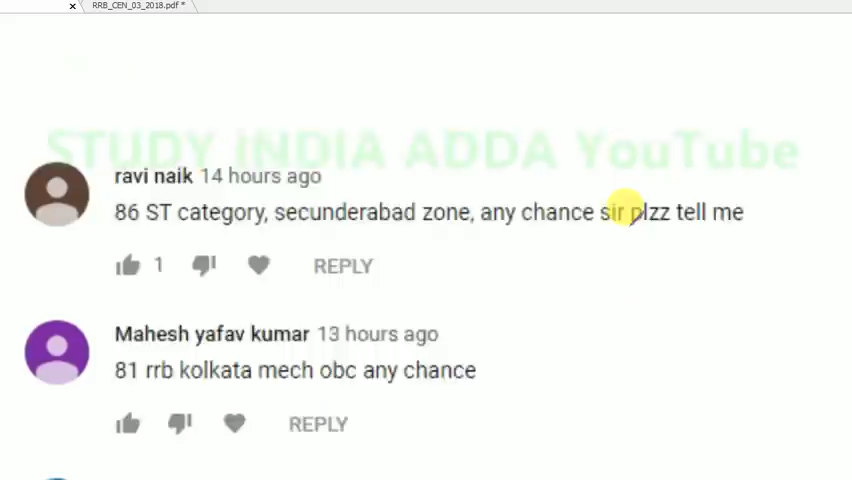 RRB_CEN_03_2018.pdf *
STUDY iNDIA ADDA YouTube
ravi naik 14 hours ago
86 ST category, secunderabad zone, any chance sir plzz tell me
1 REPLY
Mahesh yafav kumar 13 hours ago
81 rrb kolkata mech obc any chance
REPLY